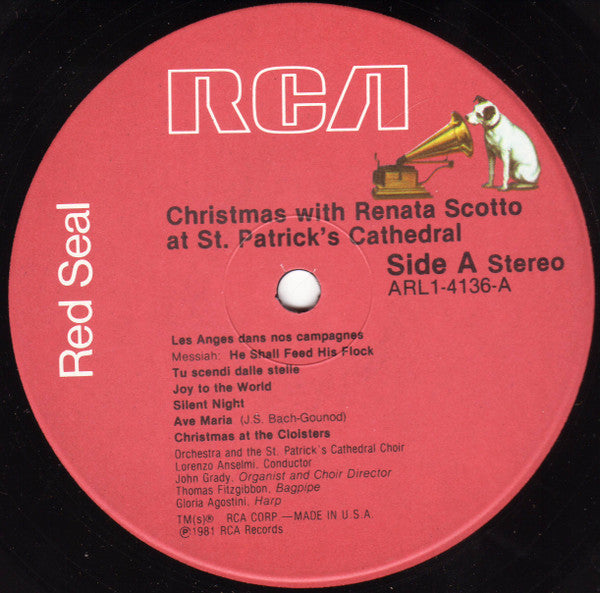 RCA
Red Seal
Christmas with Renata Scotto
at St. Patrick's Cathedral
Side A Stereo
ARL1-4136-A
Les Anges dans nos campagnes
Messiah: He Shall Feed His Flock
Tu scendi dalle stelle
Joy to the World
Silent Night
Ave Maria (J.S. Bach-Gounod)
Christmas at the Cloisters
Orchestra and the St. Patrick's Cathedral Choir
Lorenzo Anselmi, Conductor
John Grady, Organist and Choir Director
Thomas Fitzgibbon, Bagpipe
Gloria Agostini, Harp
TM(s)® RCA CORP —MADE IN U.S.A.
℗1981 RCA Records